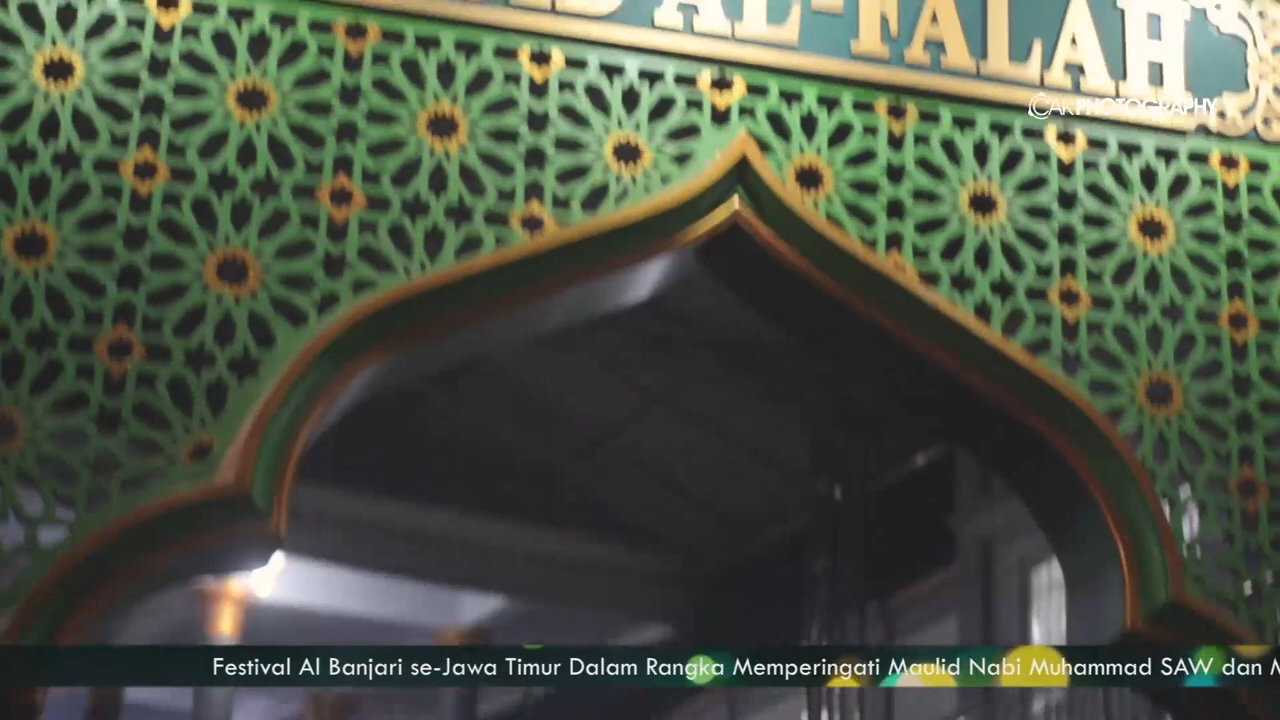 AL-FALAH
CAKPHOTOGRAPHY
Festival Al Banjari se-Jawa Timur Dalam Rangka Memperingati Maulid Nabi Muhammad SAW dan